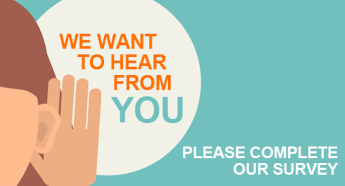 WE WANT
TO HEAR
FROM
YOU
PLEASE COMPLETE
OUR SURVEY